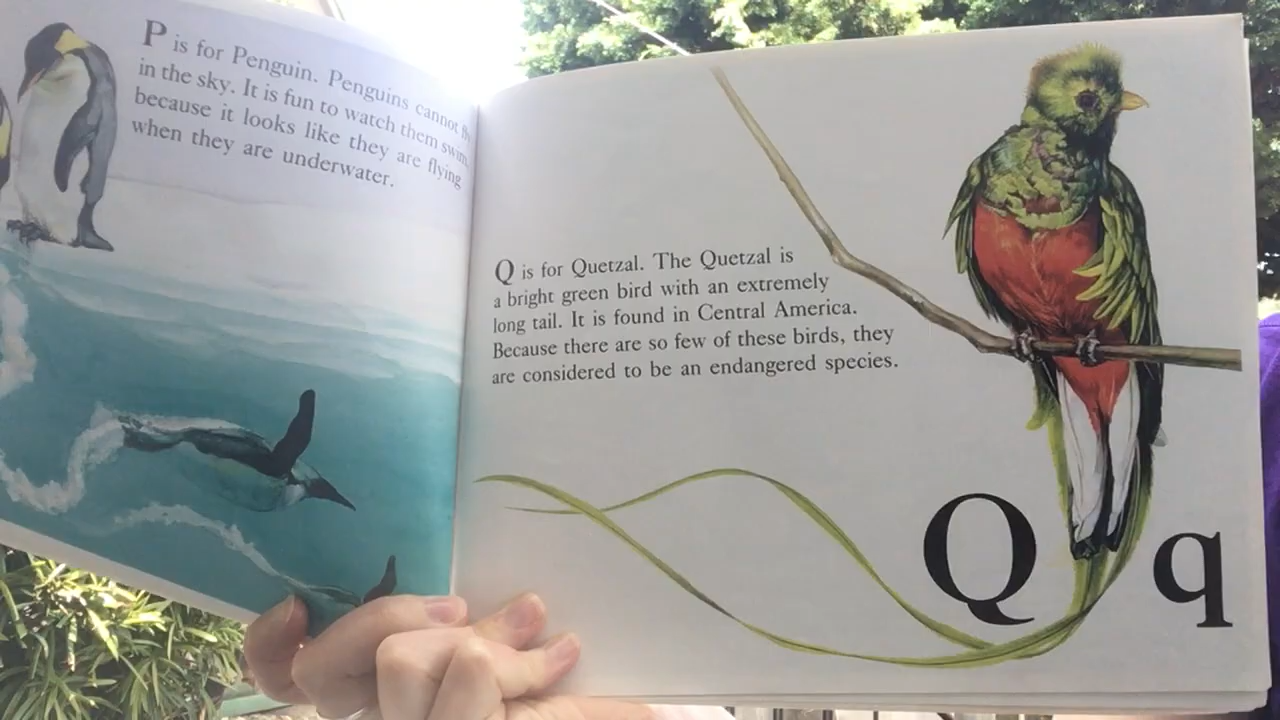 P is for Penguin. Penguins cannot
in the sky. It is fun to watch them swim
because it looks like they are flying
when they are underwater.
Q is for Quetzal. The Quetzal is
a bright green bird with an extremely
long tail. It is found in Central America.
Because there are so few of these birds, they
are considered to be an endangered species.
Q q